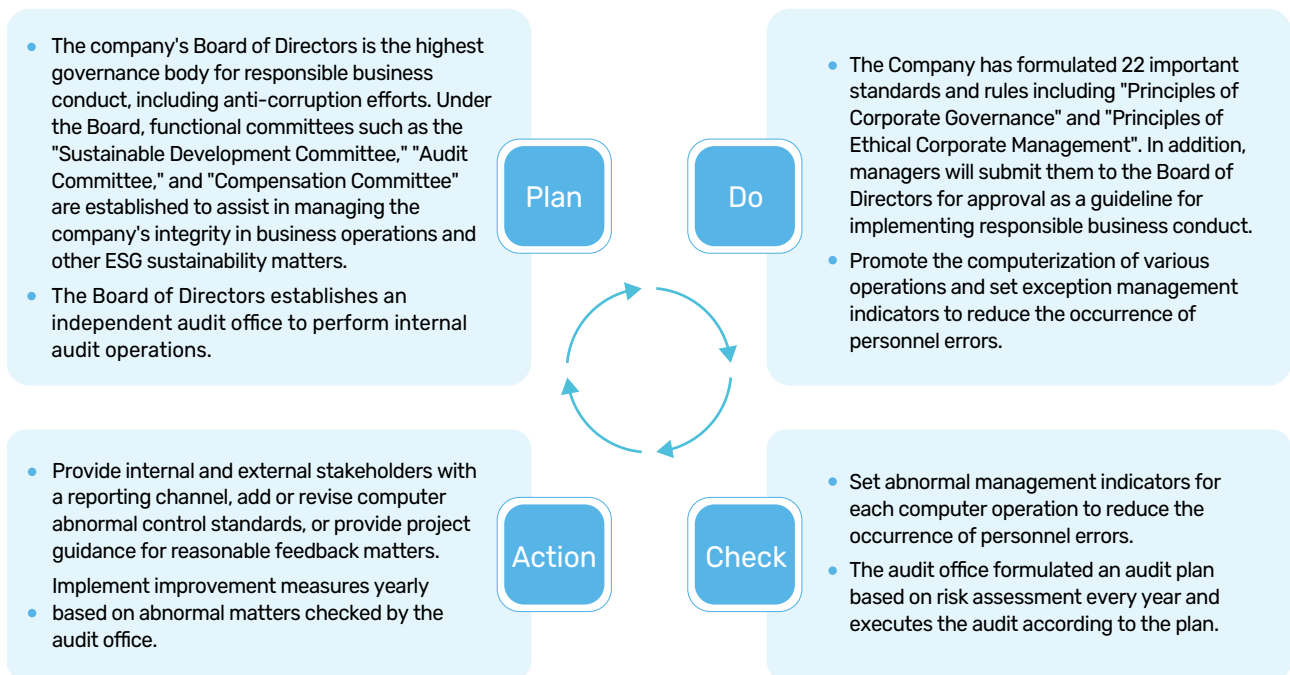 The company's Board of Directors is the highest
governance body for responsible business
conduct, including anti-corruption efforts. Under
the Board, functional committees such as the
"Sustainable Development Committee," "Audit
Committee," and "Compensation Committee"
are established to assist in managing the
company's integrity in business operations and
other ESG sustainability matters.
The Board of Directors establishes an
independent audit office to perform internal
audit operations.
Plan
Do
The Company has formulated 22 important
standards and rules including "Principles of
Corporate Governance" and "Principles of
Ethical Corporate Management". In addition,
managers will submit them to the Board of
Directors for approval as a guideline for
implementing responsible business conduct.
Promote the computerization of various
operations and set exception management
indicators to reduce the occurrence of
personnel errors.
Provide internal and external stakeholders with
a reporting channel, add or revise computer
abnormal control standards, or provide project
guidance for reasonable feedback matters.
Implement improvement measures yearly
based on abnormal matters checked by the
audit office.
Action
Check
Set abnormal management indicators for
each computer operation to reduce the
occurrence of personnel errors.
The audit office formulated an audit plan
based on risk assessment every year and
executes the audit according to the plan.